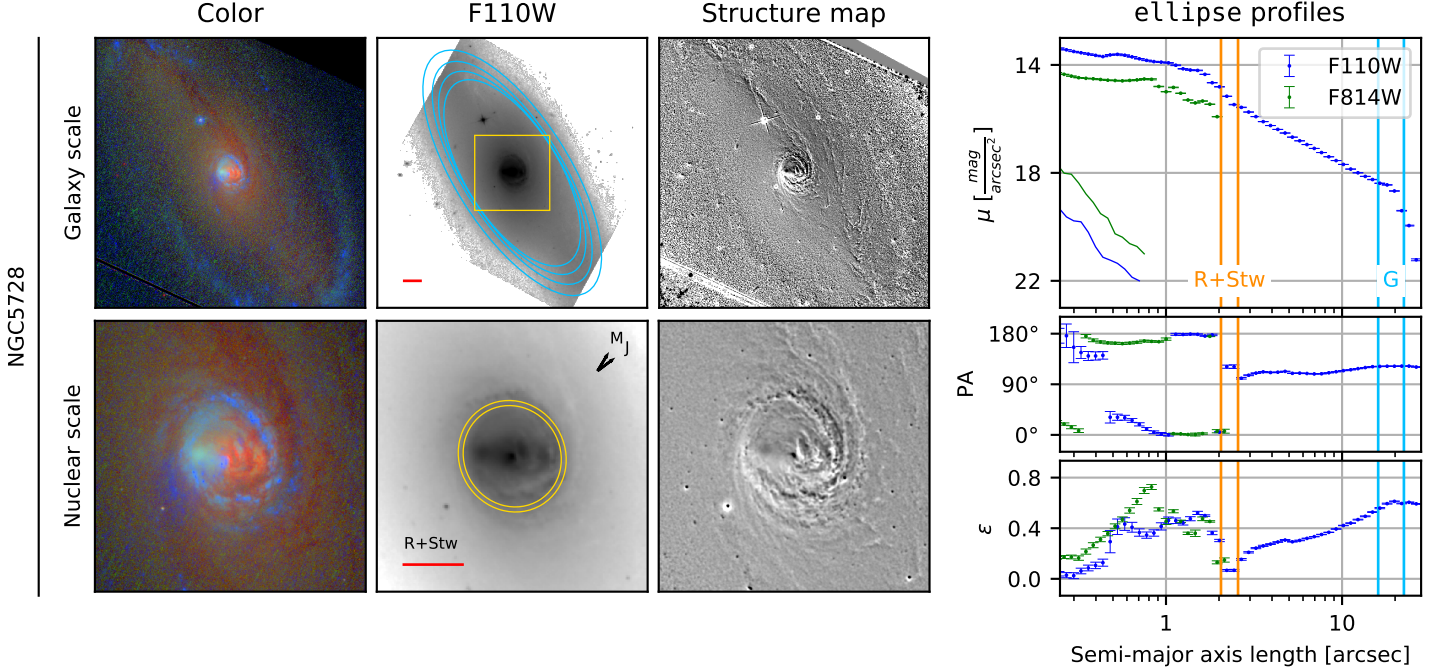 Color
F110W
Structure map
ellipse profiles
NGC5728
Galaxy scale
Nuclear scale
M
J
R+Stw
F110W
F814W
14
18
22
μ [mag/arcsec²]
R+Stw
G
180°
90°
0°
PA
0.8
0.4
0.0
ε
1
10
Semi-major axis length [arcsec]